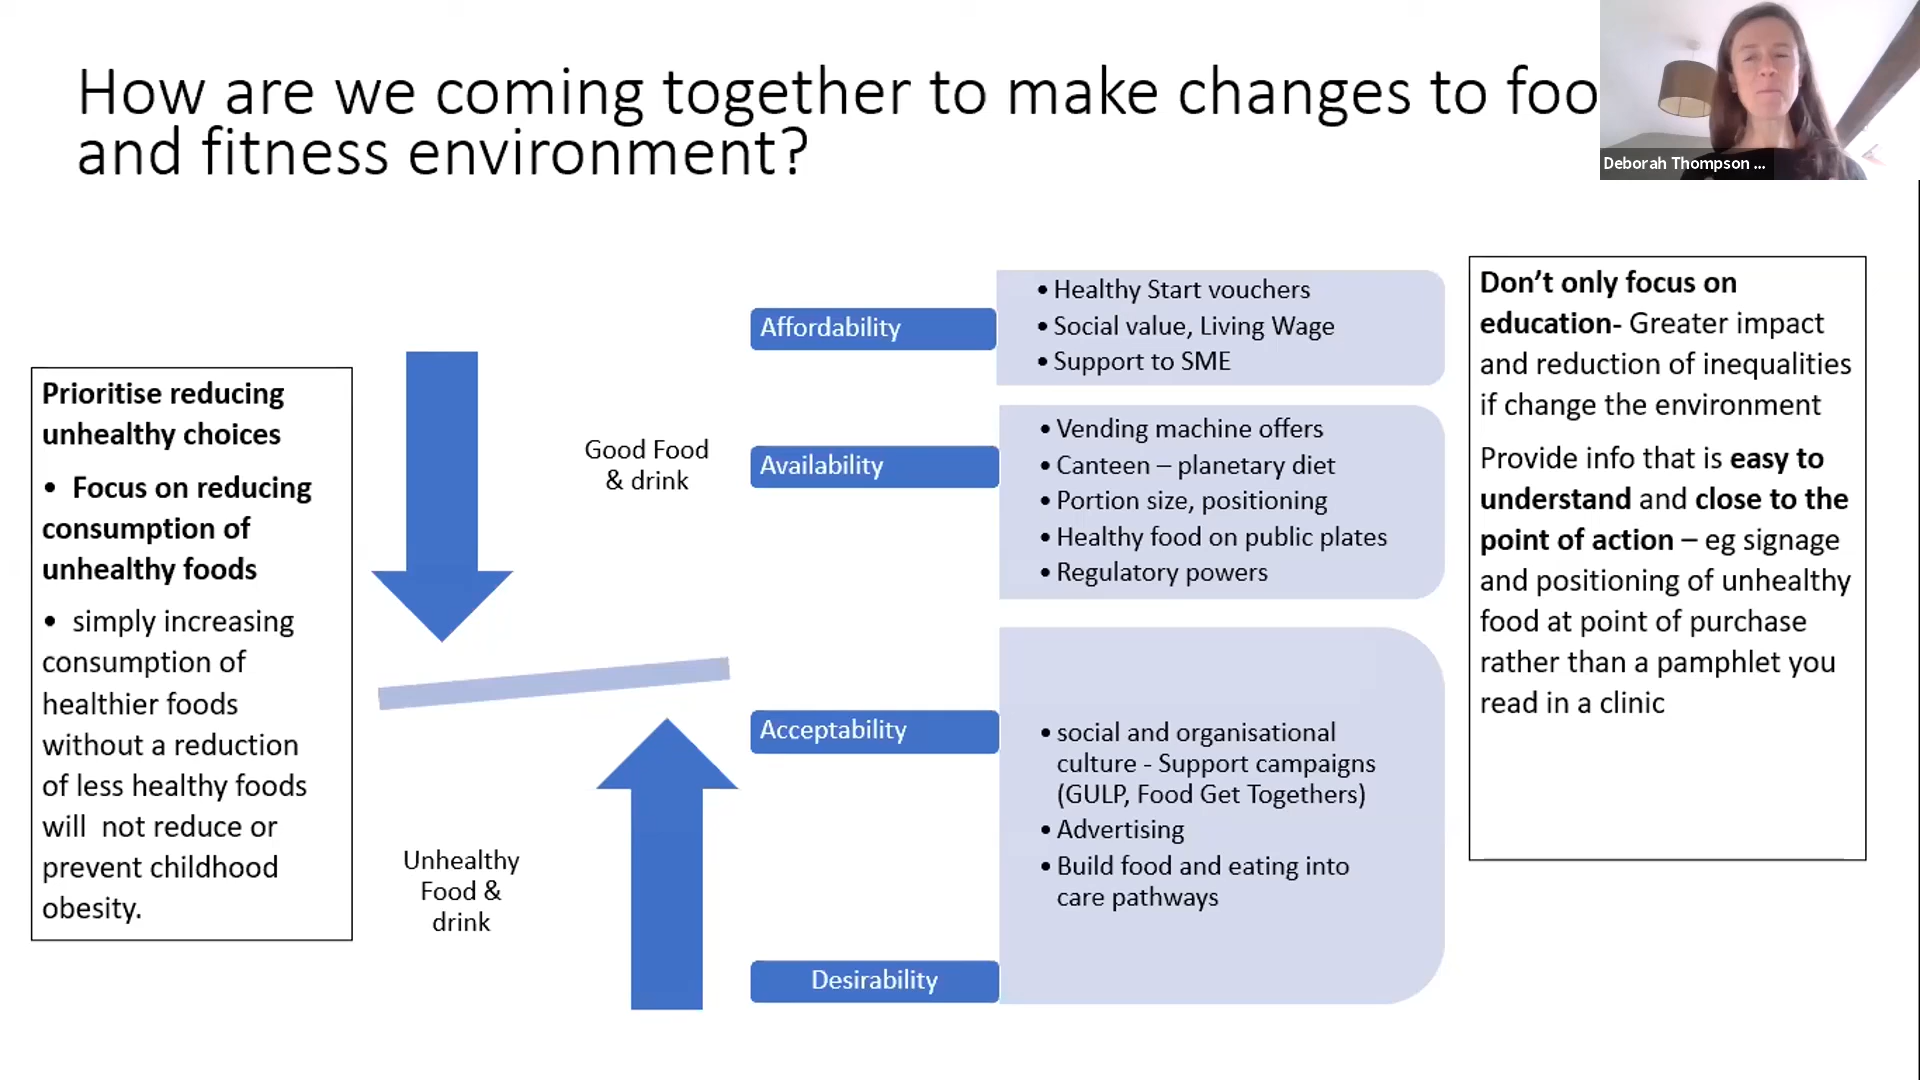 How are we coming together to make changes to foo
and fitness environment?
Deborah Thompson ...
Prioritise reducing
unhealthy choices
• Focus on reducing
consumption of
unhealthy foods
• simply increasing
consumption of
healthier foods
without a reduction
of less healthy foods
will not reduce or
prevent childhood
obesity.
Good Food
& drink
Unhealthy
Food &
drink
Affordability
• Healthy Start vouchers
• Social value, Living Wage
• Support to SME
Availability
• Vending machine offers
• Canteen – planetary diet
• Portion size, positioning
• Healthy food on public plates
• Regulatory powers
Acceptability
• social and organisational
culture - Support campaigns
(GULP, Food Get Togethers)
• Advertising
• Build food and eating into
care pathways
Desirability
Don’t only focus on
education- Greater impact
and reduction of inequalities
if change the environment
Provide info that is easy to
understand and close to the
point of action – eg signage
and positioning of unhealthy
food at point of purchase
rather than a pamphlet you
read in a clinic